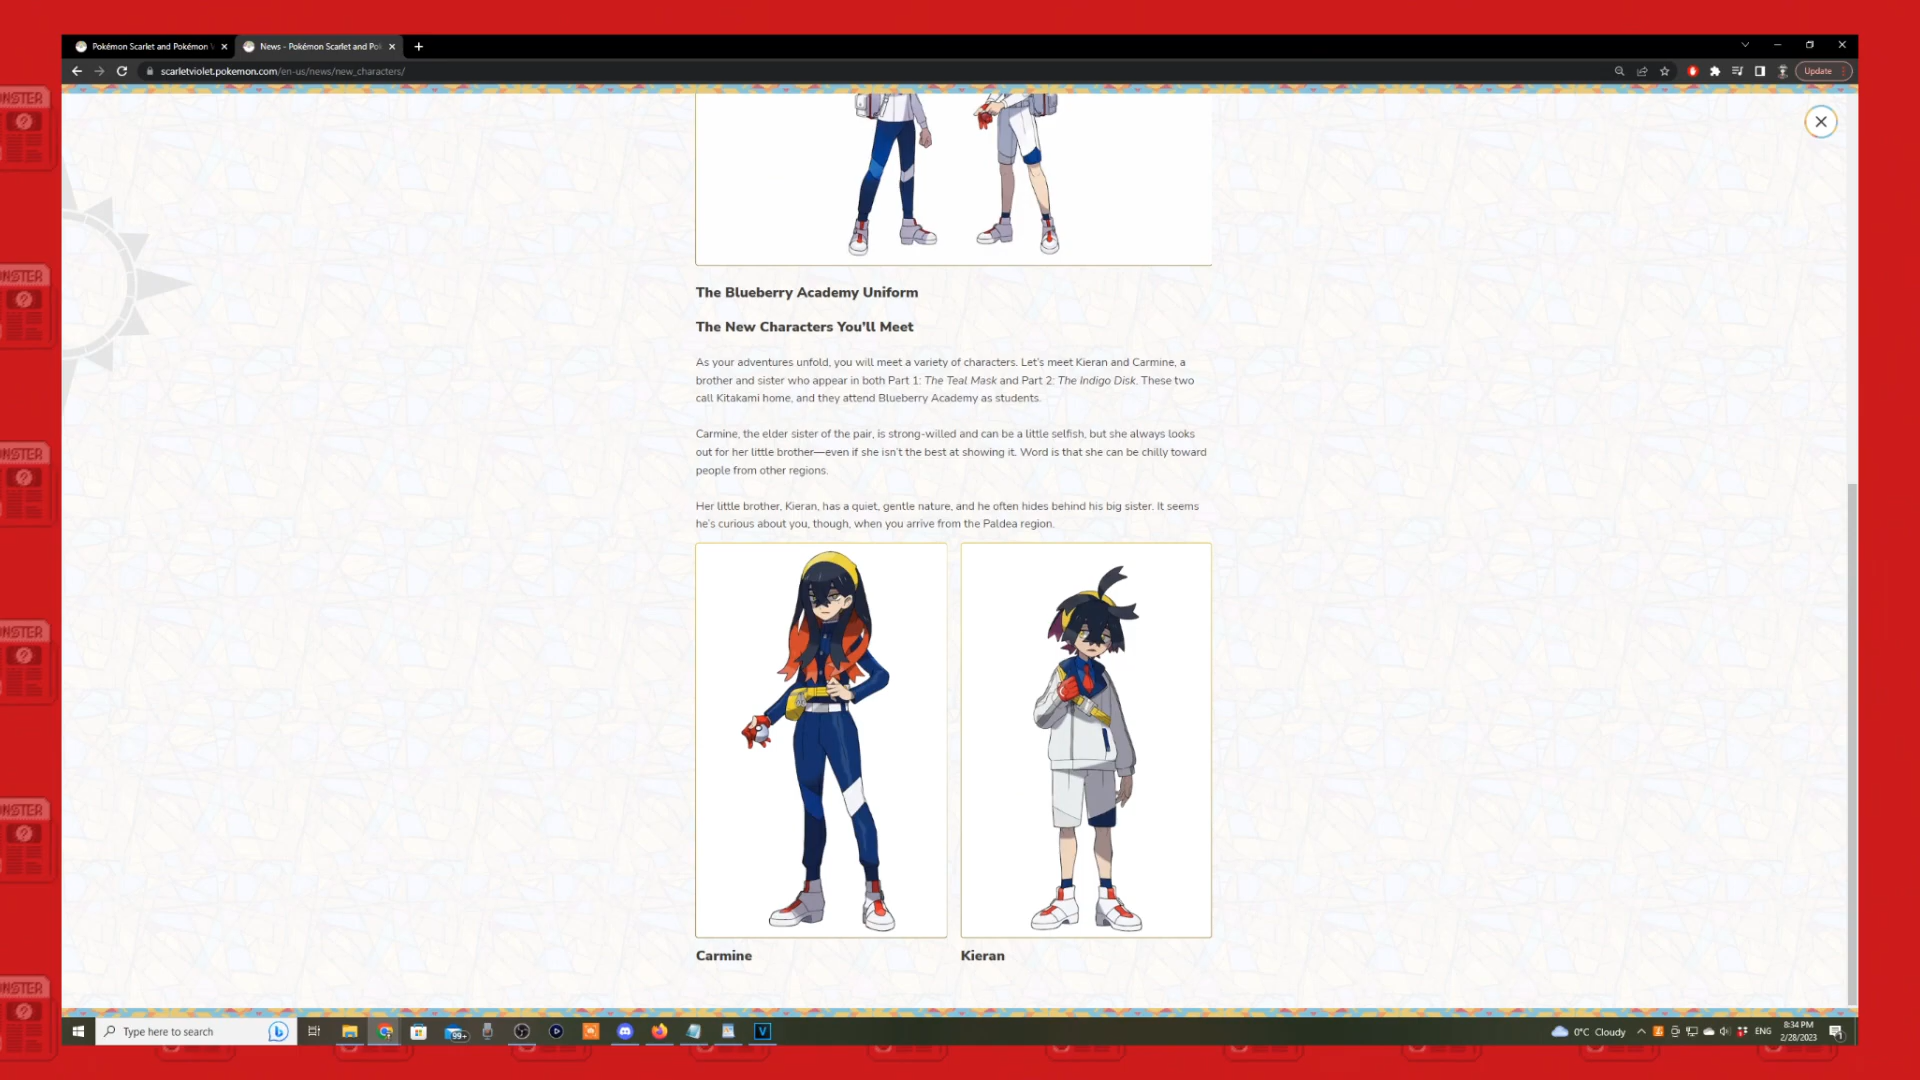 Pokémon Scarlet and Pokémon V
News - Pokémon Scarlet and Pok
scarletviolet.pokemon.com/en-us/news/new_characters/
Update
The Blueberry Academy Uniform
The New Characters You'll Meet
As your adventures unfold, you will meet a variety of characters. Let's meet Kieran and Carmine, a
brother and sister who appear in both Part 1: The Teal Mask and Part 2: The Indigo Disk. These two
call Kitakami home, and they attend Blueberry Academy as students.
Carmine, the elder sister of the pair, is strong-willed and can be a little selfish, but she always looks
out for her little brother—even if she isn't the best at showing it. Word is that she can be chilly toward
people from other regions.
Her little brother, Kieran, has a quiet, gentle nature, and he often hides behind his big sister. It seems
he's curious about you, though, when you arrive from the Paldea region.
Carmine
Kieran
Type here to search
99+
0°C Cloudy
ENG
8:34 PM
2/28/2023
NSTER
NSTER
NSTER
NSTER
NSTER
NSTER